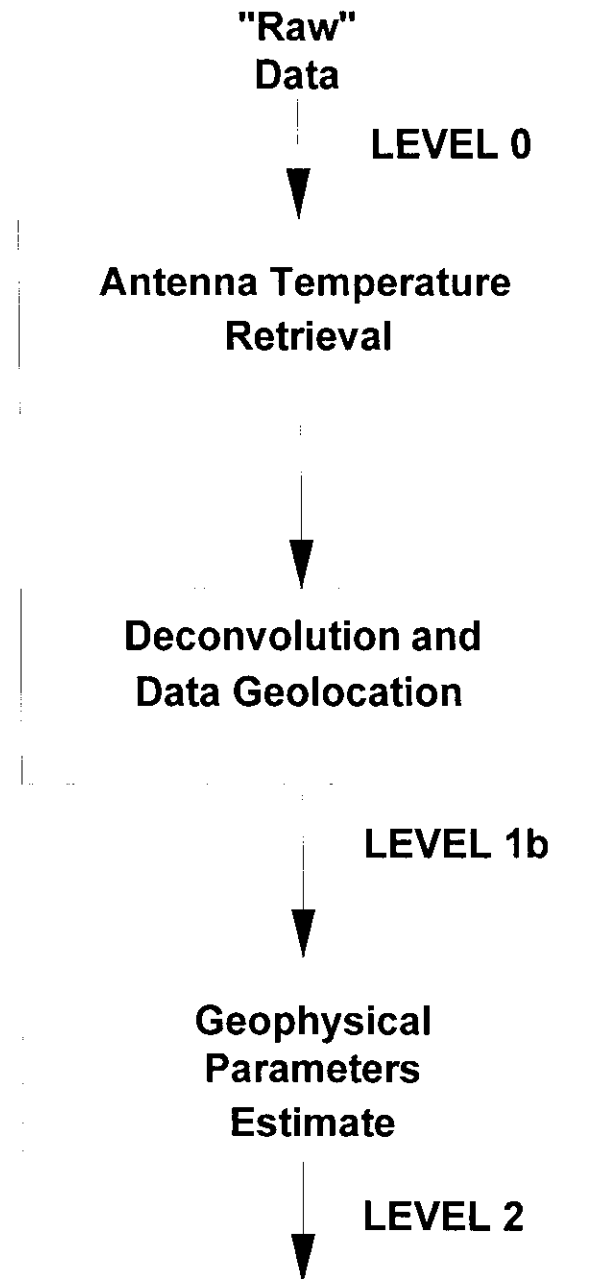 "Raw"
Data
LEVEL 0
Antenna Temperature
Retrieval
Deconvolution and
Data Geolocation
LEVEL 1b
Geophysical
Parameters
Estimate
LEVEL 2